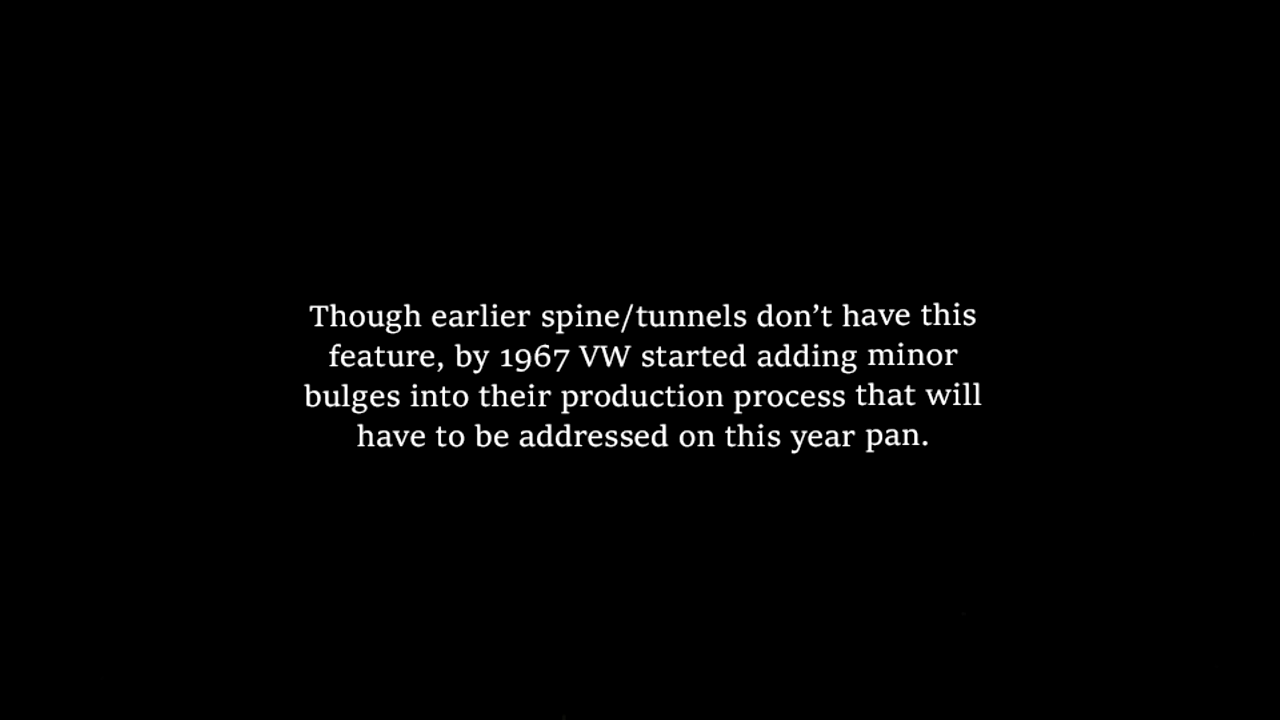 Though earlier spine/tunnels don’t have this
feature, by 1967 VW started adding minor
bulges into their production process that will
have to be addressed on this year pan.